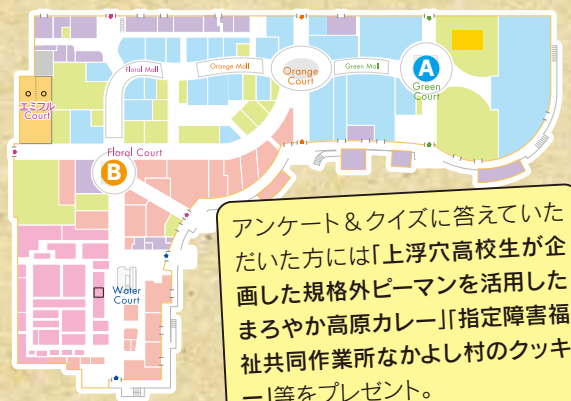 Floral Mall
Orange Mall
Orange
Court
Green Mall
A
Green
Court
エミフル
Court
Floral Court
B
Water
Court
アンケート&クイズに答えていた
だいた方には「上浮穴高校生が企
画した規格外ピーマンを活用した
まろやか高原カレー」「指定障害福
祉共同作業所なかよし村のクッキ
ー」等をプレゼント。